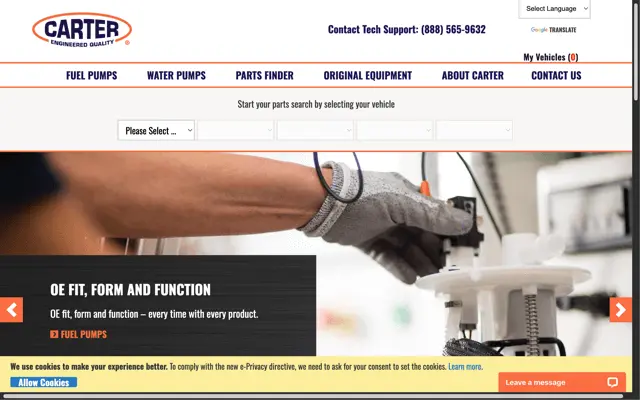 Select Language
CARTER
ENGINEERED QUALITY
Contact Tech Support: (888) 565-9632
Google TRANSLATE
My Vehicles (0)
FUEL PUMPS
WATER PUMPS
PARTS FINDER
ORIGINAL EQUIPMENT
ABOUT CARTER
CONTACT US
Start your parts search by selecting your vehicle
Please Select ...
OE FIT, FORM AND FUNCTION
OE fit, form and function – every time with every product.
FUEL PUMPS
We use cookies to make your experience better. To comply with the new e-Privacy directive, we need to ask for your consent to set the cookies. Learn more.
Allow Cookies
Leave a message